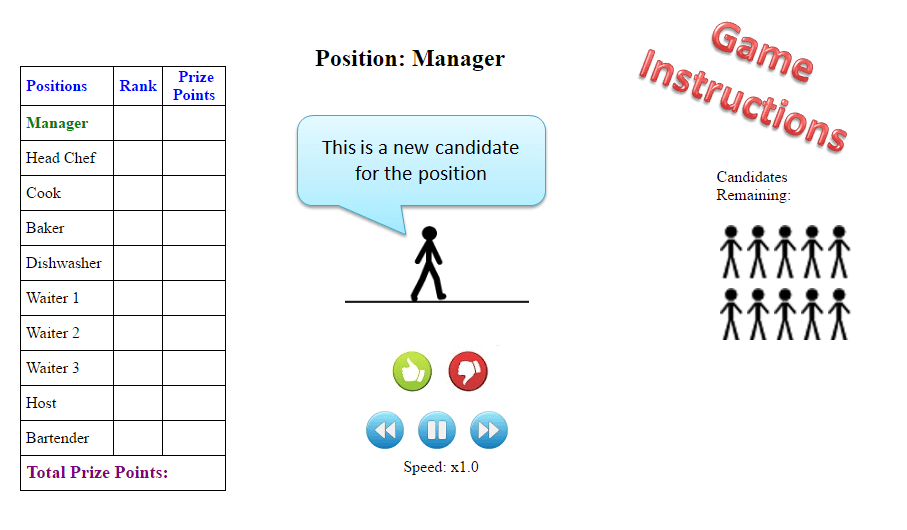 Position: Manager
Game
Instructions
Positions Rank Prize Points
Manager
Head Chef
Cook
Baker
Dishwasher
Waiter 1
Waiter 2
Waiter 3
Host
Bartender
Total Prize Points:
This is a new candidate
for the position
Speed: x1.0
Candidates
Remaining: